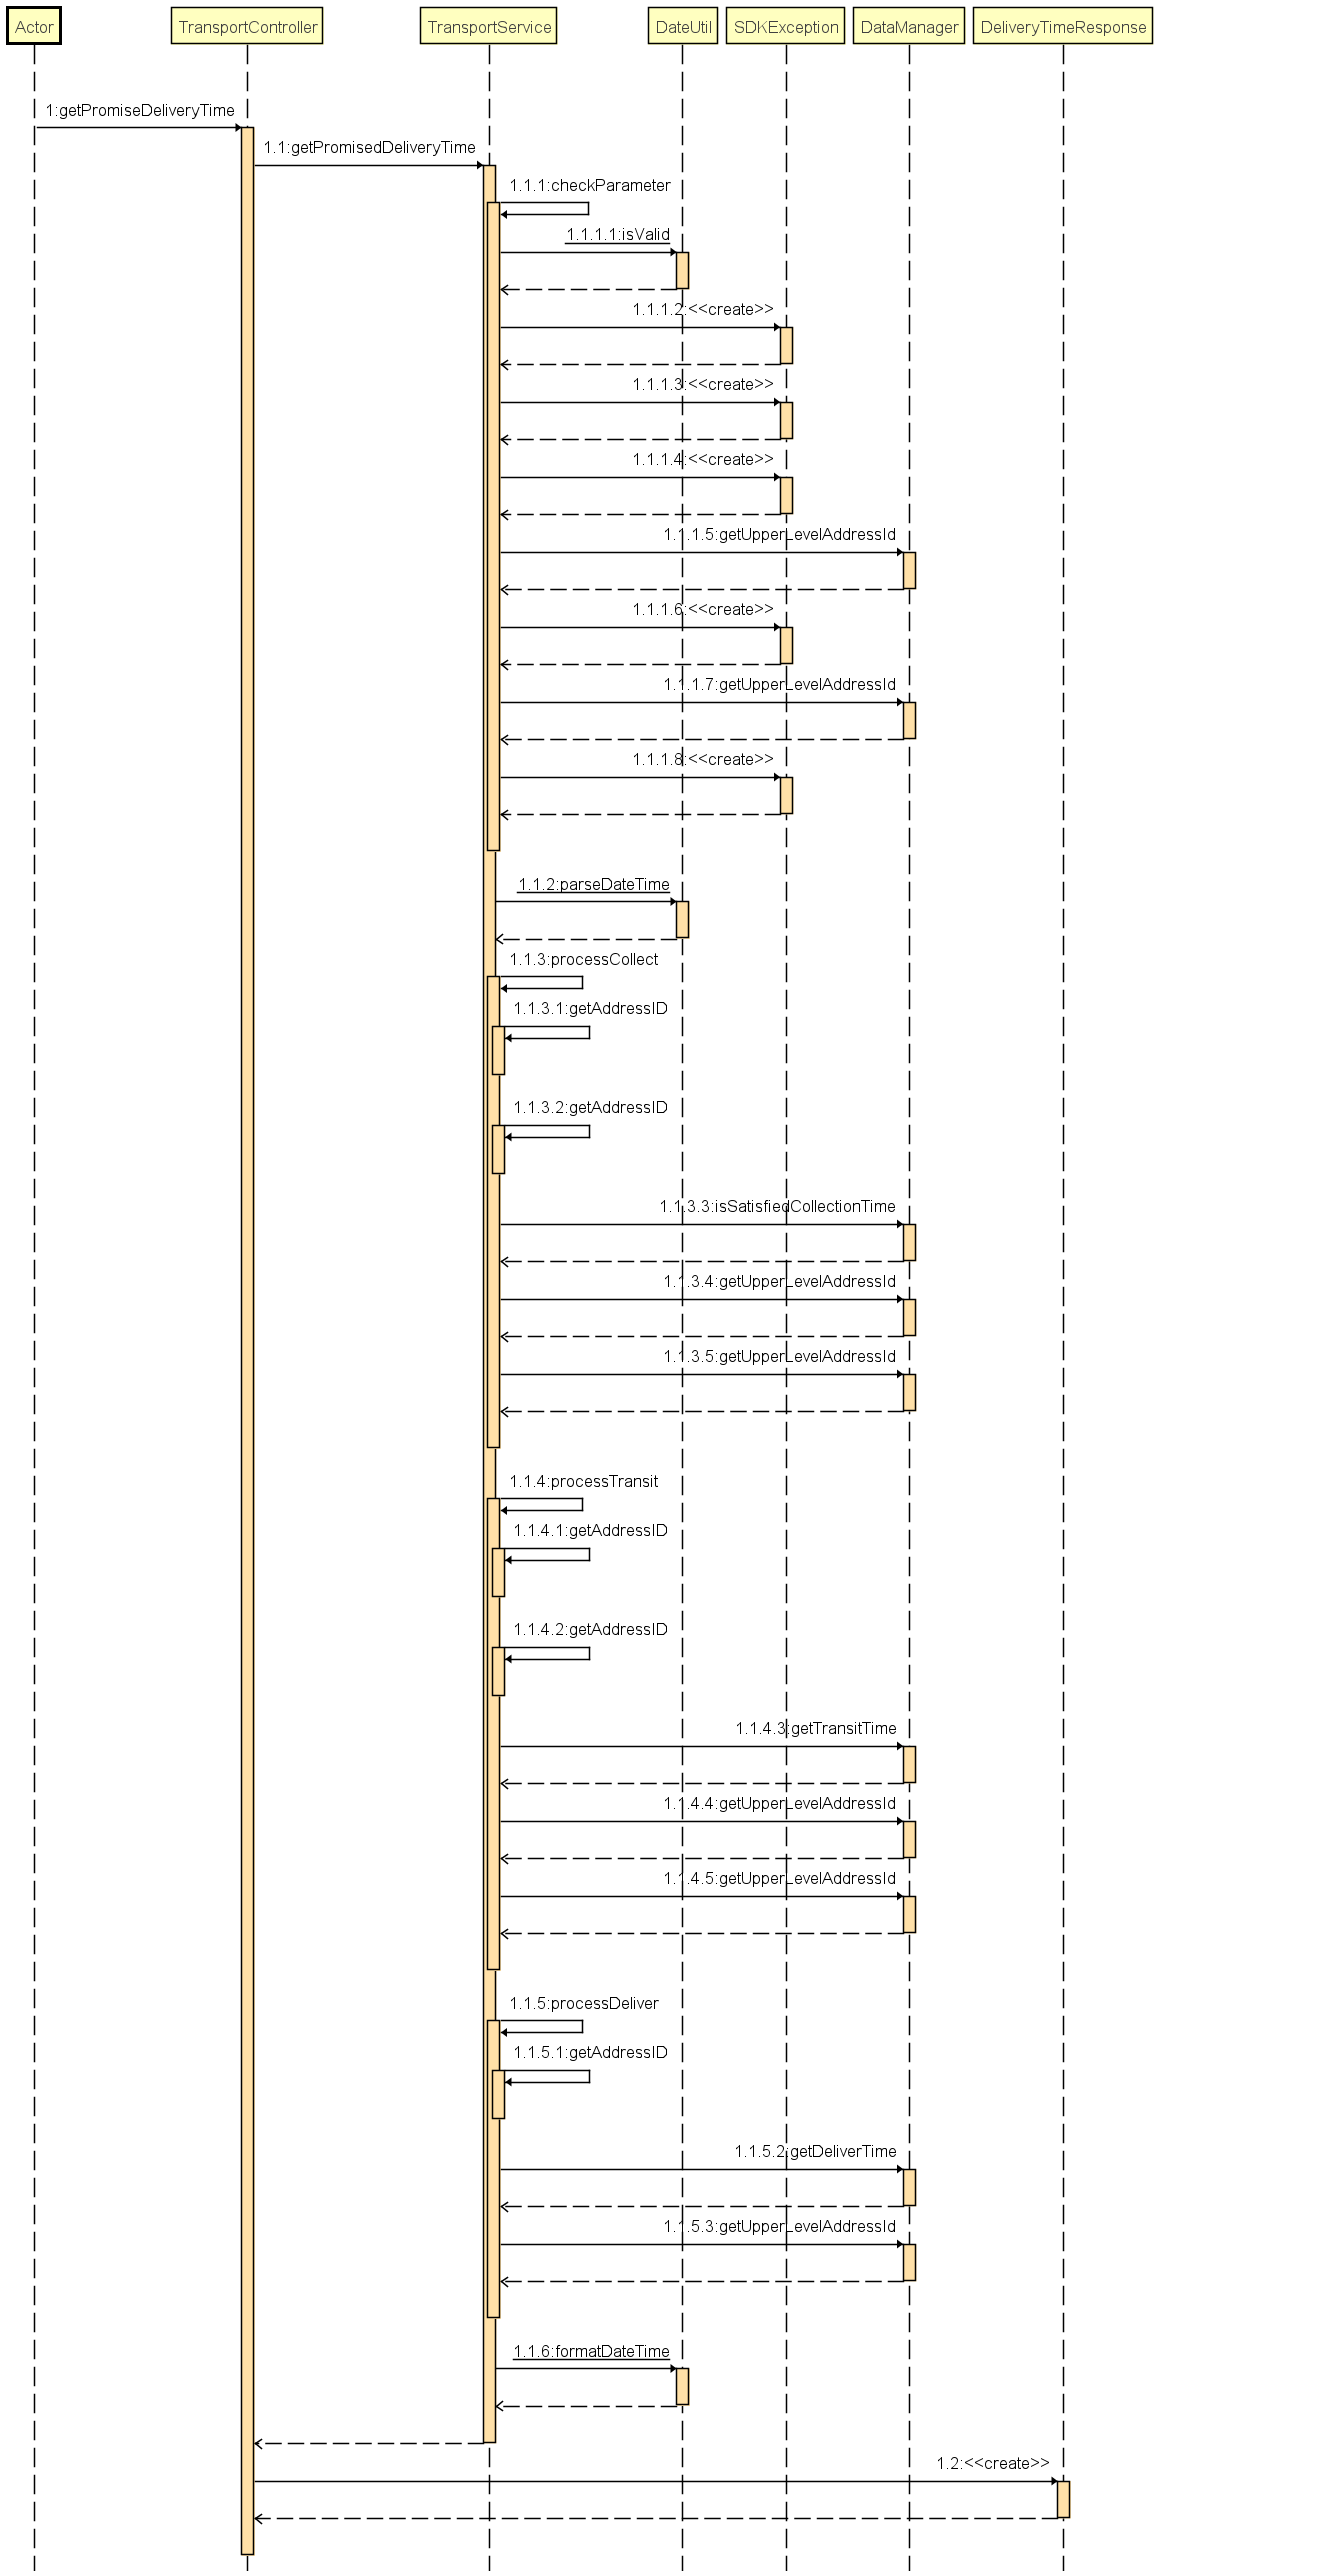 Actor
TransportController
TransportService
DateUtil
SDKException
DataManager
DeliveryTimeResponse
1:getPromiseDeliveryTime
1.1:getPromisedDeliveryTime
1.1.1:checkParameter
1.1.1.1:isValid
1.1.1.2:<<create>>
1.1.1.3:<<create>>
1.1.1.4:<<create>>
1.1.1.5:getUpperLevelAddressId
1.1.1.6:<<create>>
1.1.1.7:getUpperLevelAddressId
1.1.1.8:<<create>>
1.1.2:parseDateTime
1.1.3:processCollect
1.1.3.1:getAddressID
1.1.3.2:getAddressID
1.1.3.3:isSatisfiedCollectionTime
1.1.3.4:getUpperLevelAddressId
1.1.3.5:getUpperLevelAddressId
1.1.4:processTransit
1.1.4.1:getAddressID
1.1.4.2:getAddressID
1.1.4.3:getTransitTime
1.1.4.4:getUpperLevelAddressId
1.1.4.5:getUpperLevelAddressId
1.1.5:processDeliver
1.1.5.1:getAddressID
1.1.5.2:getDeliverTime
1.1.5.3:getUpperLevelAddressId
1.1.6:formatDateTime
1.2:<<create>>